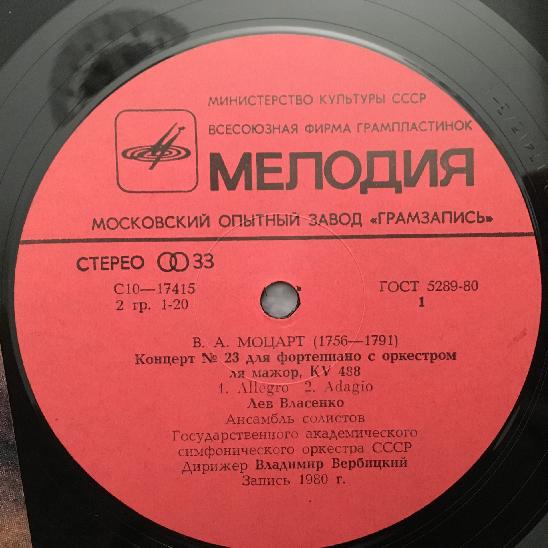 МИНИСТЕРСТВО КУЛЬТУРЫ СССР
ВСЕСОЮЗНАЯ ФИРМА ГРАМПЛАСТИНОК
МЕЛОДИЯ
МОСКОВСКИЙ ОПЫТНЫЙ ЗАВОД «ГРАМЗАПИСЬ»
СТЕРЕО 33
С10—17415 ГОСТ 5289-80
2 гр. 1-20 1
В. А. МОЦАРТ (1756—1791)
Концерт № 23 для фортепиано с оркестром
ля мажор, KV 488
1. Allegro 2. Adagio
Лев Власенко
Ансамбль солистов
Государственного академического
симфонического оркестра СССР
Дирижер Владимир Вербицкий
Запись 1980 г.